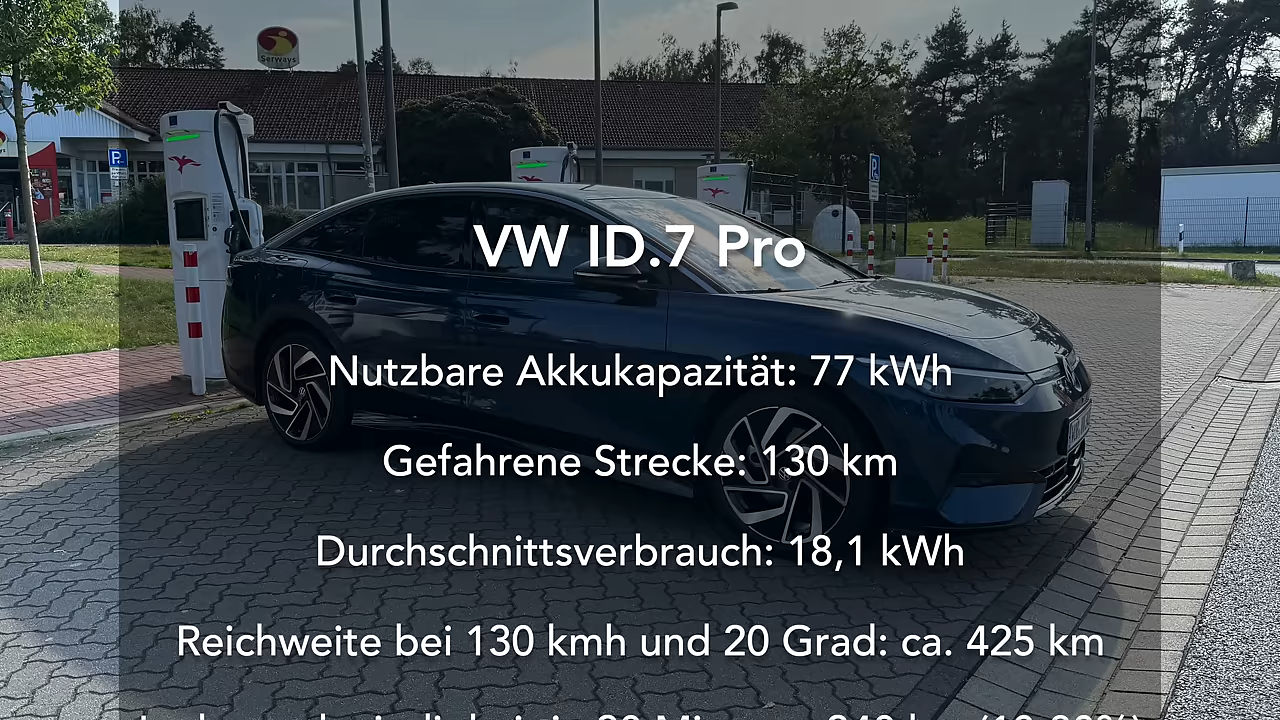 Serways
P
P
VW ID.7 Pro
Nutzbare Akkukapazität: 77 kWh
Gefahrene Strecke: 130 km
Durchschnittsverbrauch: 18,1 kWh
Reichweite bei 130 kmh und 20 Grad: ca. 425 km